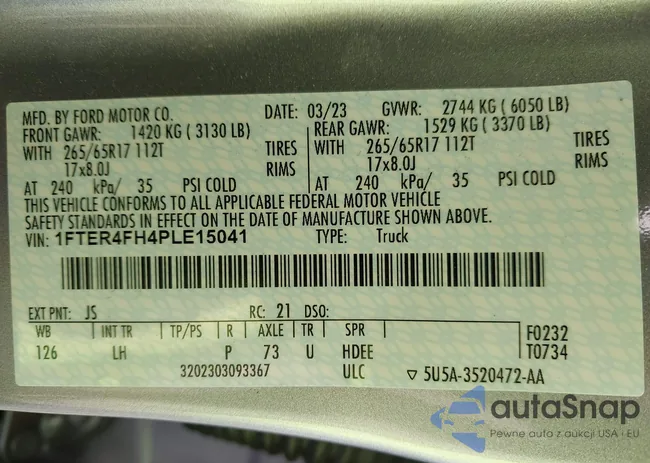 MFD. BY FORD MOTOR CO. DATE: 03/23 GVWR: 2744 KG ( 6050 LB)
FRONT GAWR: 1420 KG ( 3130 LB) REAR GAWR: 1529 KG ( 3370 LB)
WITH 265/65R17 112T TIRES WITH 265/65R17 112T TIRES
17x8.0J RIMS 17x8.0J RIMS
AT 240 kPa/ 35 PSI COLD AT 240 kPa/ 35 PSI COLD
THIS VEHICLE CONFORMS TO ALL APPLICABLE FEDERAL MOTOR VEHICLE
SAFETY STANDARDS IN EFFECT ON THE DATE OF MANUFACTURE SHOWN ABOVE.
VIN: 1FTER4FH4PLE15041 TYPE: Truck
EXT PNT: JS RC: 21 DSO:
WB INT TR TP/PS R AXLE TR SPR F0232
126 LH P 73 U HDEE T0734
3202303093367 ULC ▽ 5U5A-3520472-AA
autaSnap
Pewne auta z aukcji USA i EU